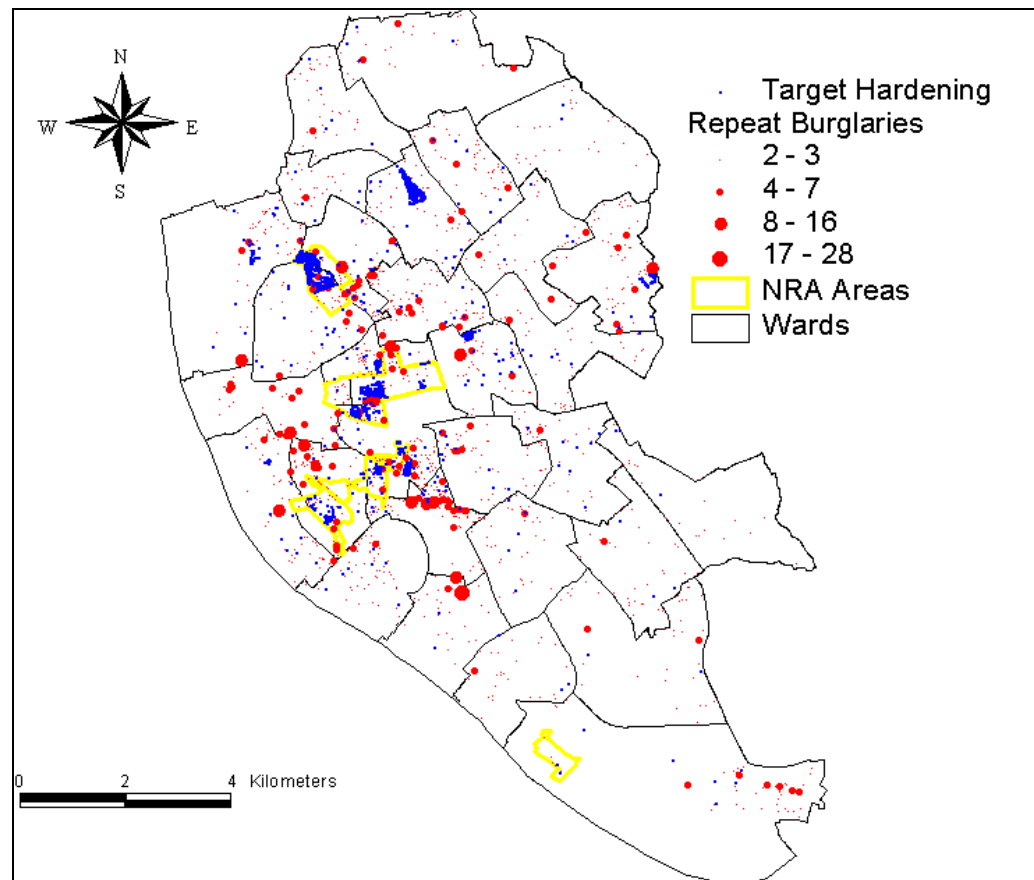 N
W E
S
Target Hardening
Repeat Burglaries
2 - 3
4 - 7
8 - 16
17 - 28
NRA Areas
Wards
0 2 4 Kilometers